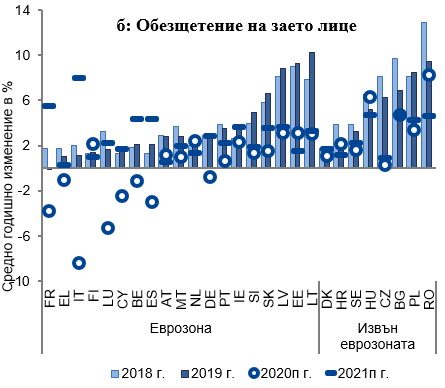 б: Обезщетение на заето лице
Средно годишно изменение в %
14
10
6
2
-2
-6
-10
FR EL IT FI LU CY BE ES AT MT NL DE PT IE SI SK LV EE LT DK HR SE HU CZ BG PL RO
Еврозона
Извън еврозоната
2018 г. 2019 г. 2020п г. 2021п г.